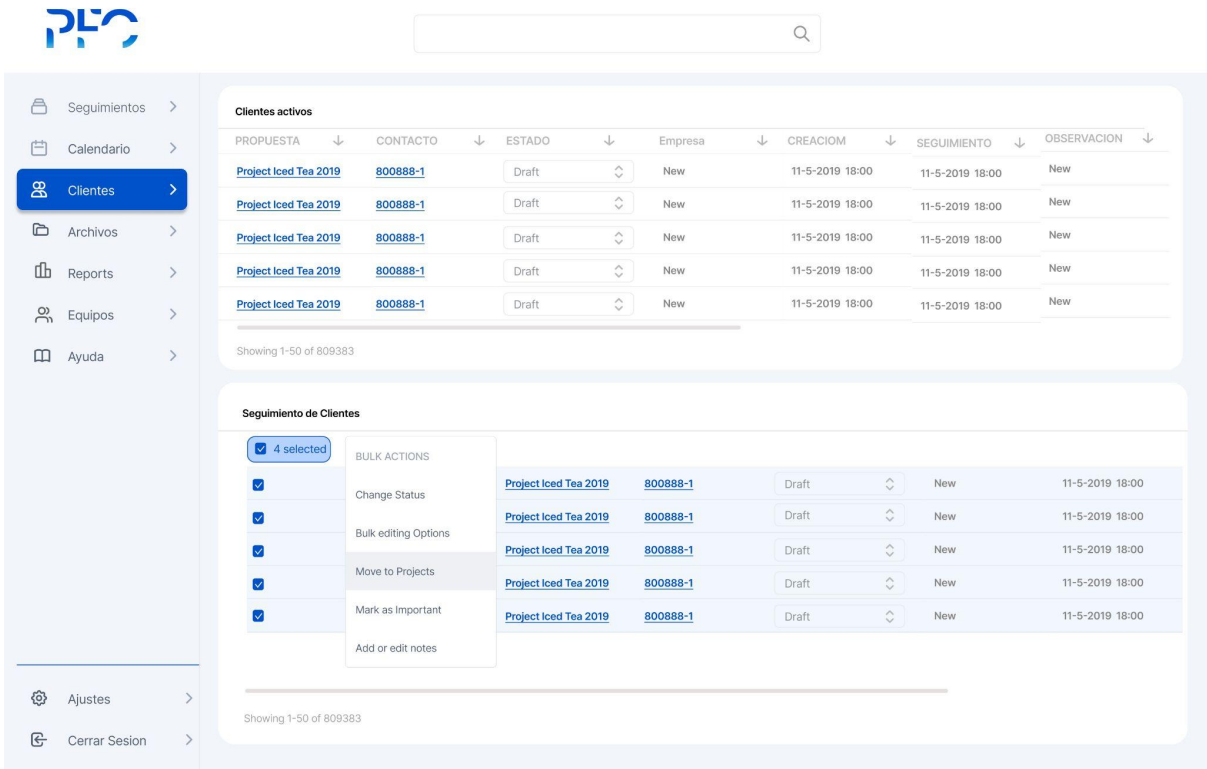 PFC
Seguimientos
Calendario
Clientes
Archivos
Reports
Equipos
Ayuda
Ajustes
Cerrar Sesion
Clientes activos
PROPUESTA CONTACTO ESTADO Empresa CREACIOM SEGUIMIENTO OBSERVACION
Project Iced Tea 2019 800888-1 Draft New 11-5-2019 18:00 11-5-2019 18:00 New
Project Iced Tea 2019 800888-1 Draft New 11-5-2019 18:00 11-5-2019 18:00 New
Project Iced Tea 2019 800888-1 Draft New 11-5-2019 18:00 11-5-2019 18:00 New
Project Iced Tea 2019 800888-1 Draft New 11-5-2019 18:00 11-5-2019 18:00 New
Project Iced Tea 2019 800888-1 Draft New 11-5-2019 18:00 11-5-2019 18:00 New
Showing 1-50 of 809383
Seguimiento de Clientes
4 selected
BULK ACTIONS
Change Status
Bulk editing Options
Move to Projects
Mark as Important
Add or edit notes
Project Iced Tea 2019 800888-1 Draft New 11-5-2019 18:00
Project Iced Tea 2019 800888-1 Draft New 11-5-2019 18:00
Project Iced Tea 2019 800888-1 Draft New 11-5-2019 18:00
Project Iced Tea 2019 800888-1 Draft New 11-5-2019 18:00
Project Iced Tea 2019 800888-1 Draft New 11-5-2019 18:00
Showing 1-50 of 809383